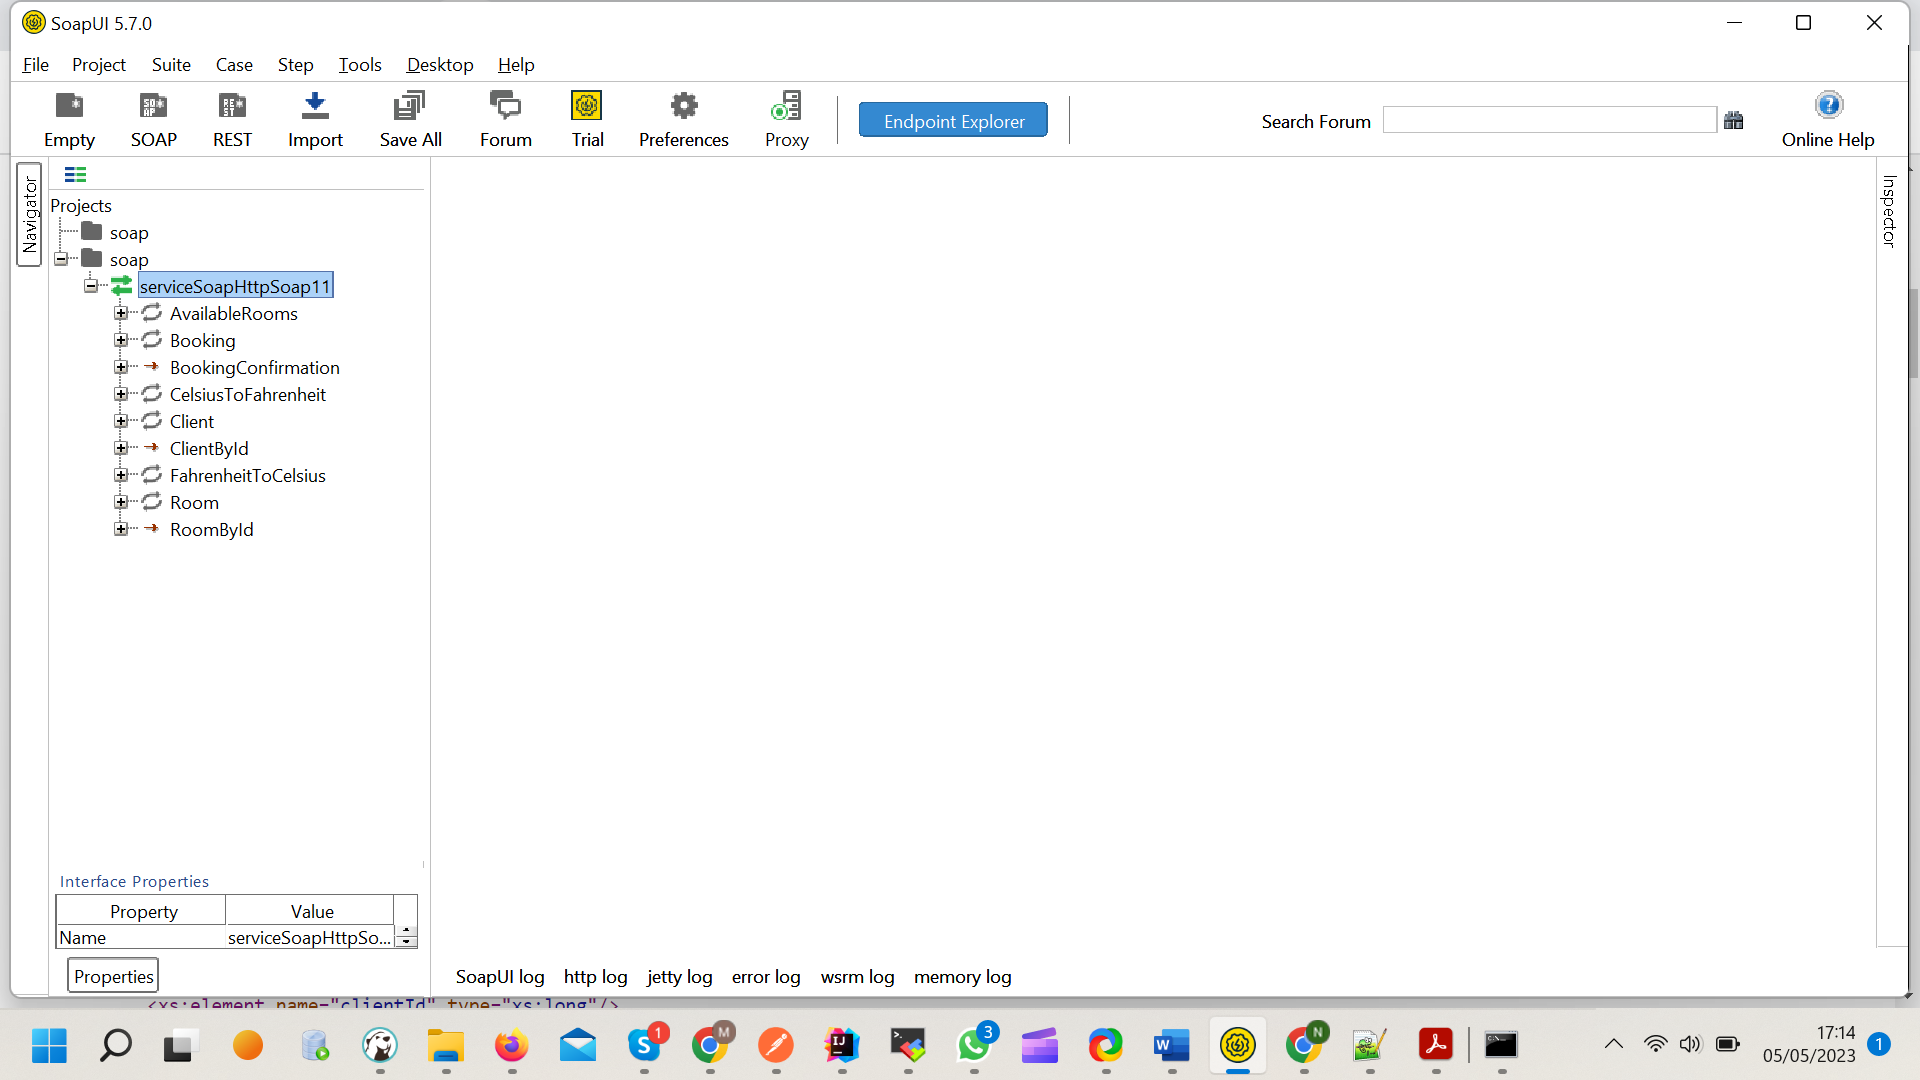 SoapUI 5.7.0
File Project Suite Case Step Tools Desktop Help
Empty SOAP REST Import Save All Forum Trial Preferences Proxy Endpoint Explorer Search Forum Online Help
Navigator
Inspector
Projects
soap
soap
serviceSoapHttpSoap11
AvailableRooms
Booking
BookingConfirmation
CelsiusToFahrenheit
Client
ClientById
FahrenheitToCelsius
Room
RoomById
Interface Properties
Property Value
Name serviceSoapHttpSo...
Properties
SoapUI log http log jetty log error log wsrm log memory log
<xs:element name="clientId" type="xs:long"/>
17:14
05/05/2023
1